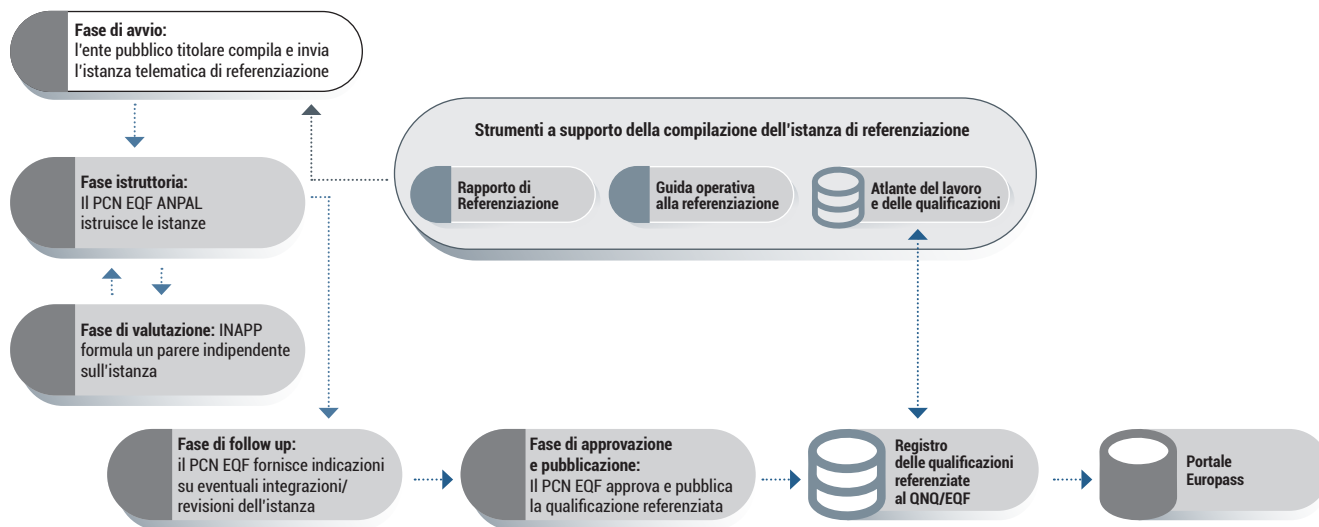 Fase di avvio:
l'ente pubblico titolare compila e invia
l'istanza telematica di referenziazione
Strumenti a supporto della compilazione dell'istanza di referenziazione
Rapporto di
Referenziazione
Guida operativa
alla referenziazione
Atlante del lavoro
e delle qualificazioni
Fase istruttoria:
Il PCN EQF ANPAL
istruisce le istanze
Fase di valutazione: INAPP
formula un parere indipendente
sull'istanza
Fase di follow up:
il PCN EQF fornisce indicazioni
su eventuali integrazioni/
revisioni dell'istanza
Fase di approvazione
e pubblicazione:
Il PCN EQF approva e pubblica
la qualificazione referenziata
Registro
delle qualificazioni
referenziate
al QNQ/EQF
Portale
Europass